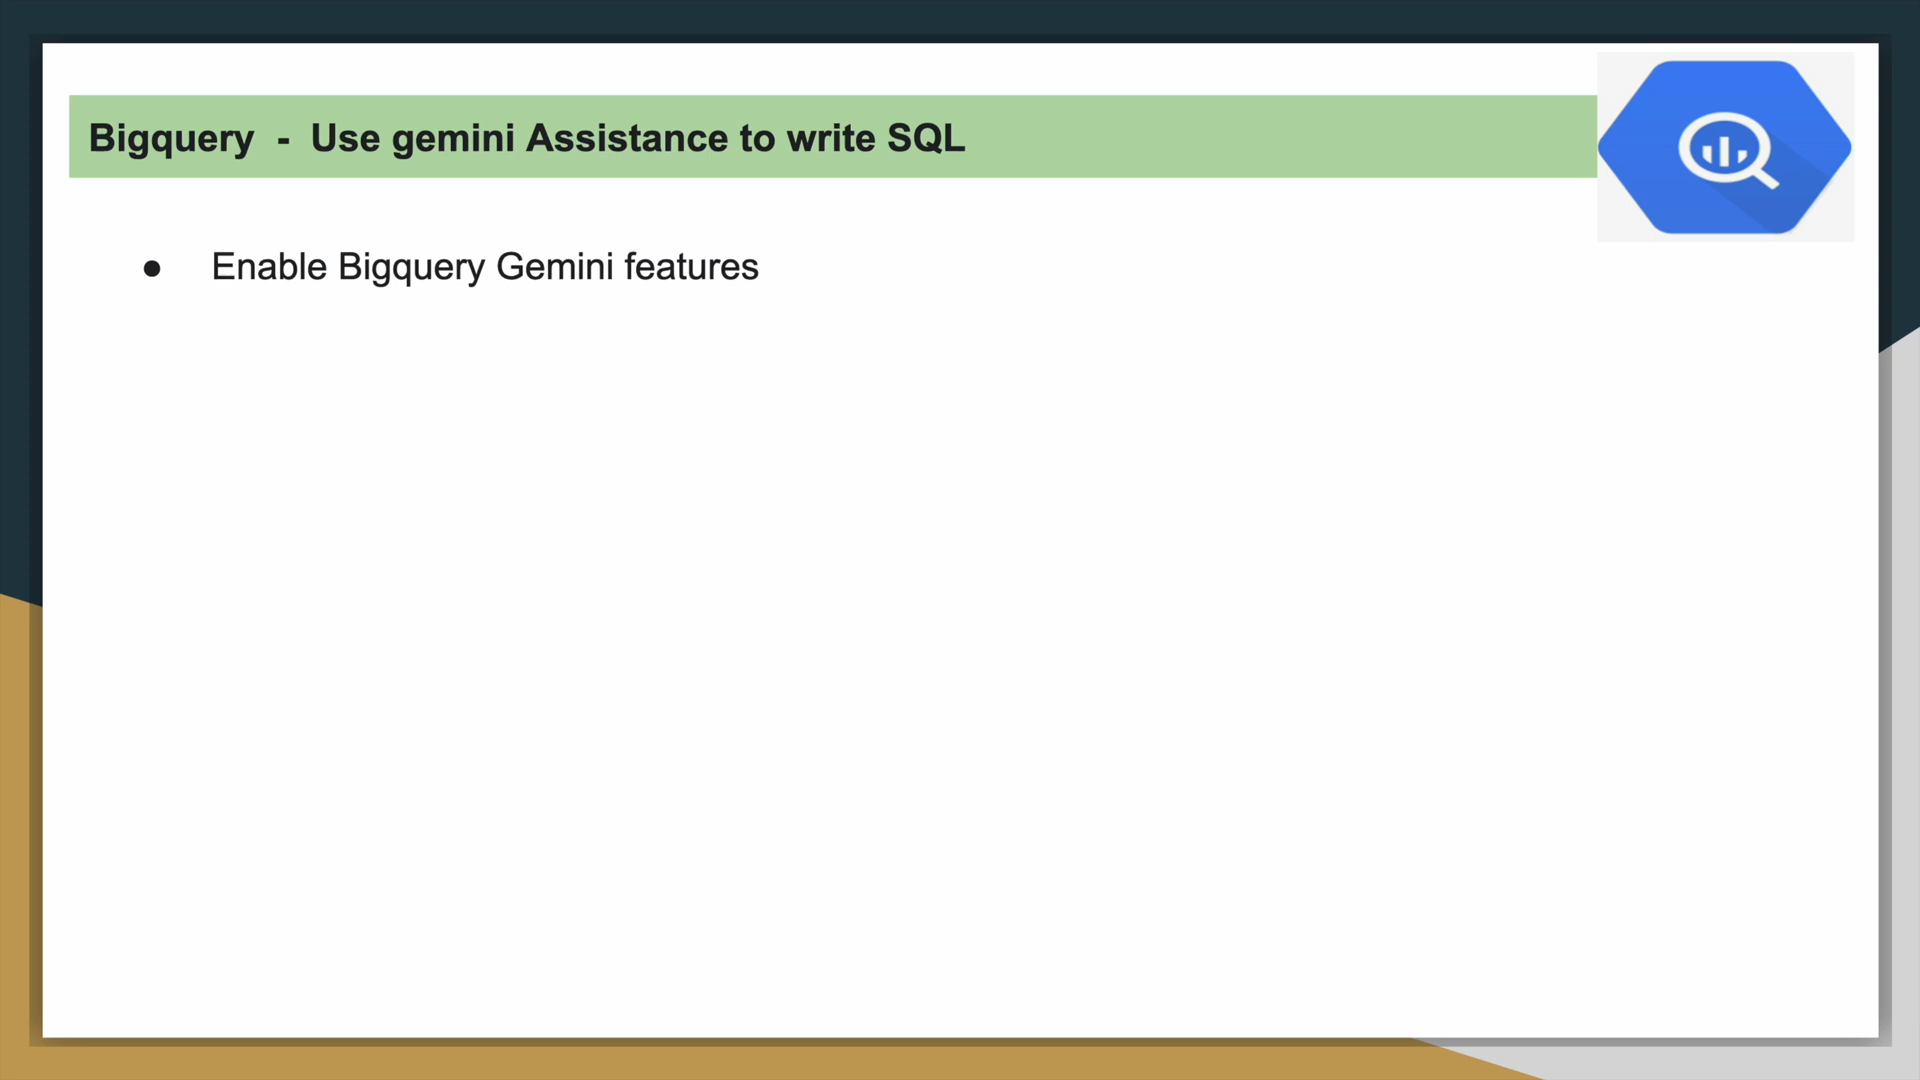 Bigquery - Use gemini Assistance to write SQL
● Enable Bigquery Gemini features